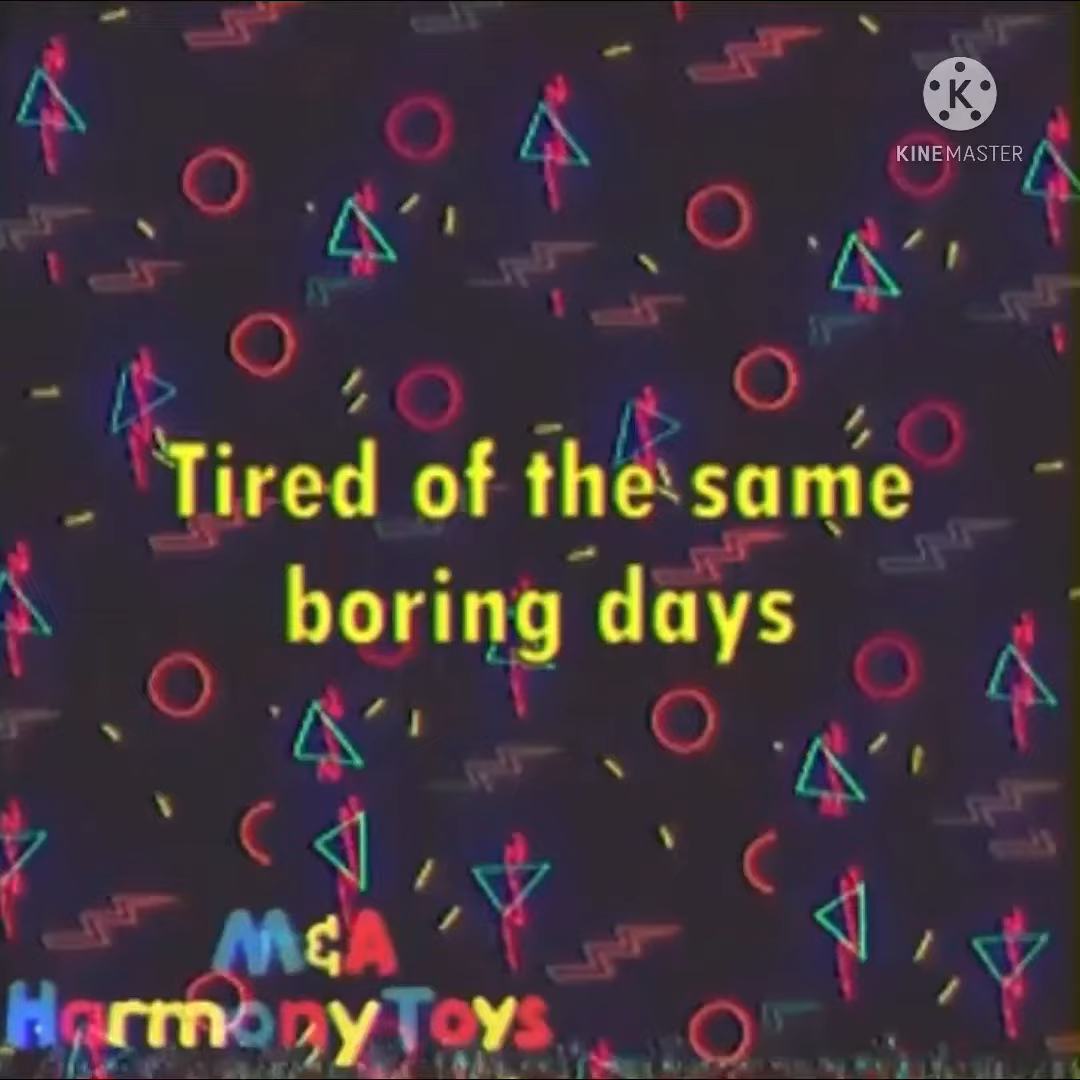 K
KINEMASTER
Tired of the same
boring days
M&A
Harmony Toys